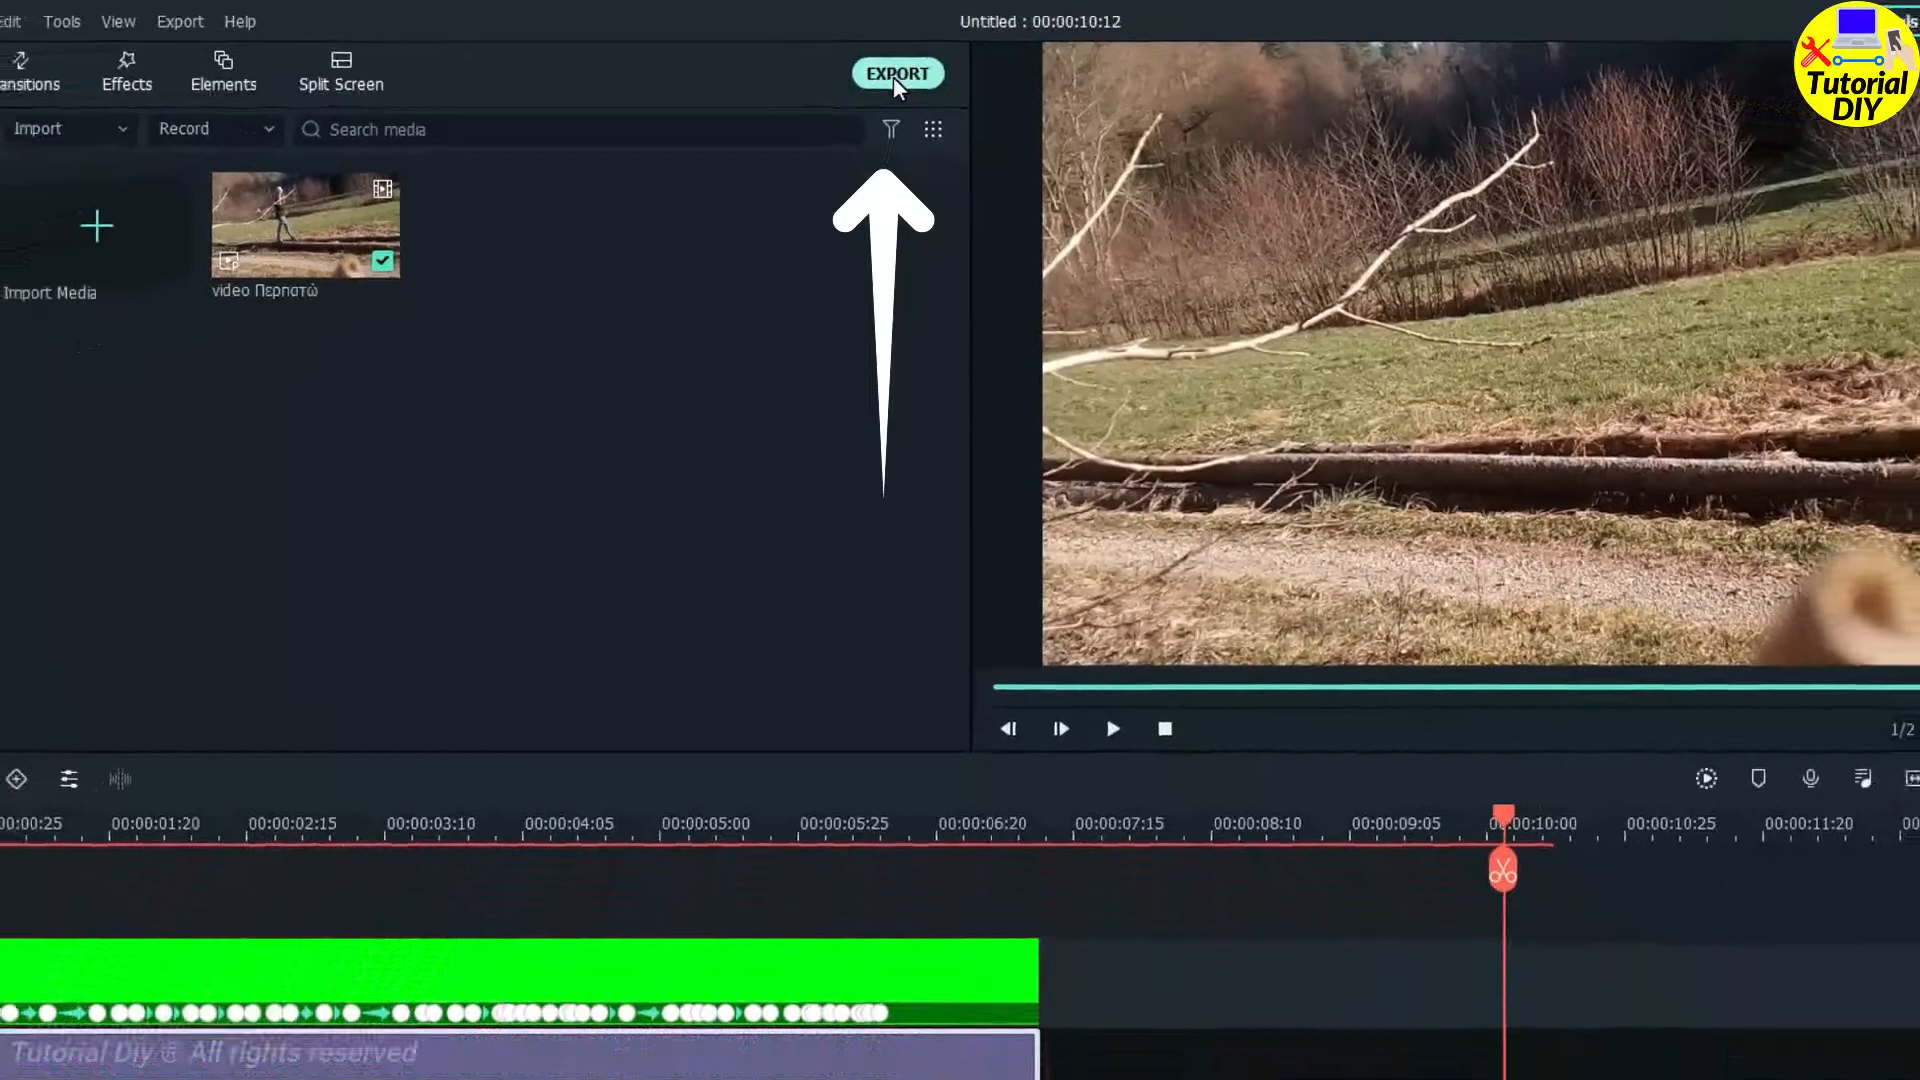 Edit Tools View Export Help
Untitled : 00:00:10:12
Effects
Elements
Split Screen
EXPORT
Tutorial
DIY
Import
Record
Search media
Import Media
video Περπατώ
1/2
00:00:00:25
00:00:01:20
00:00:02:15
00:00:03:10
00:00:04:05
00:00:05:00
00:00:05:25
00:00:06:20
00:00:07:15
00:00:08:10
00:00:09:05
00:00:10:00
00:00:10:25
00:00:11:20
Tutorial Diy © All rights reserved